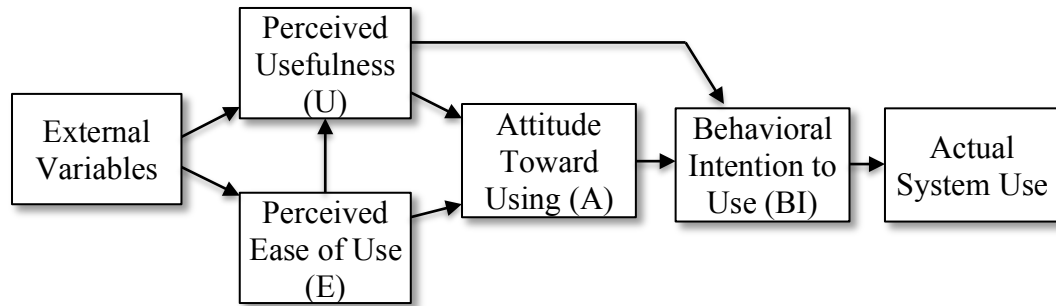 External
Variables
Perceived
Usefulness
(U)
Perceived
Ease of Use
(E)
Attitude
Toward
Using (A)
Behavioral
Intention to
Use (BI)
Actual
System Use